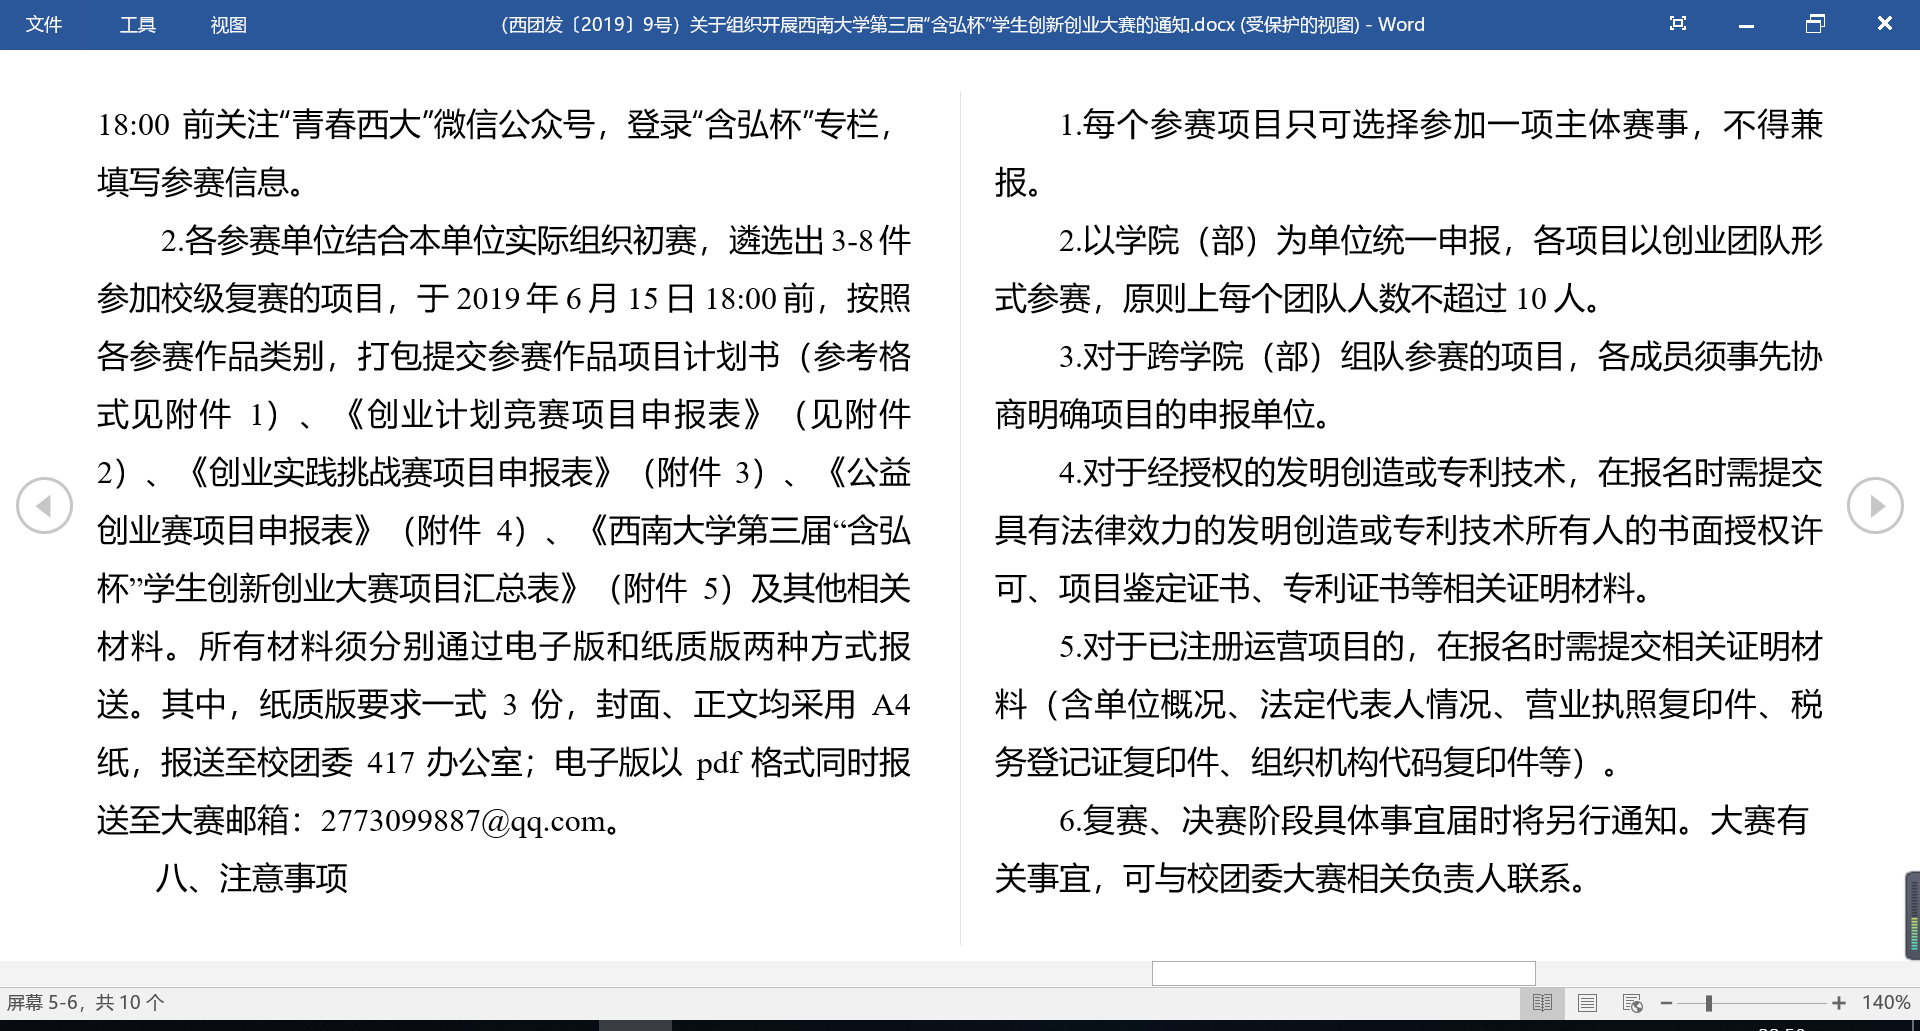 文件 工具 视图 （西团发〔2019〕9号）关于组织开展西南大学第三届“含弘杯”学生创新创业大赛的通知.docx (受保护的视图) - Word
18:00 前关注“青春西大”微信公众号，登录“含弘杯”专栏，
填写参赛信息。
2.各参赛单位结合本单位实际组织初赛，遴选出 3-8 件
参加校级复赛的项目，于 2019 年 6 月 15 日 18:00 前，按照
各参赛作品类别，打包提交参赛作品项目计划书（参考格
式见附件 1）、《创业计划竞赛项目申报表》（见附件
2）、《创业实践挑战赛项目申报表》（附件 3）、《公益
创业赛项目申报表》（附件 4）、《西南大学第三届“含弘
杯”学生创新创业大赛项目汇总表》（附件 5）及其他相关
材料。所有材料须分别通过电子版和纸质版两种方式报
送。其中，纸质版要求一式 3 份，封面、正文均采用 A4
纸，报送至校团委 417 办公室；电子版以 pdf 格式同时报
送至大赛邮箱：2773099887@qq.com。
八、注意事项
1.每个参赛项目只可选择参加一项主体赛事，不得兼
报。
2.以学院（部）为单位统一申报，各项目以创业团队形
式参赛，原则上每个团队人数不超过 10 人。
3.对于跨学院（部）组队参赛的项目，各成员须事先协
商明确项目的申报单位。
4.对于经授权的发明创造或专利技术，在报名时需提交
具有法律效力的发明创造或专利技术所有人的书面授权许
可、项目鉴定证书、专利证书等相关证明材料。
5.对于已注册运营项目的，在报名时需提交相关证明材
料（含单位概况、法定代表人情况、营业执照复印件、税
务登记证复印件、组织机构代码复印件等）。
6.复赛、决赛阶段具体事宜届时将另行通知。大赛有
关事宜，可与校团委大赛相关负责人联系。
屏幕 5-6，共 10 个 140%